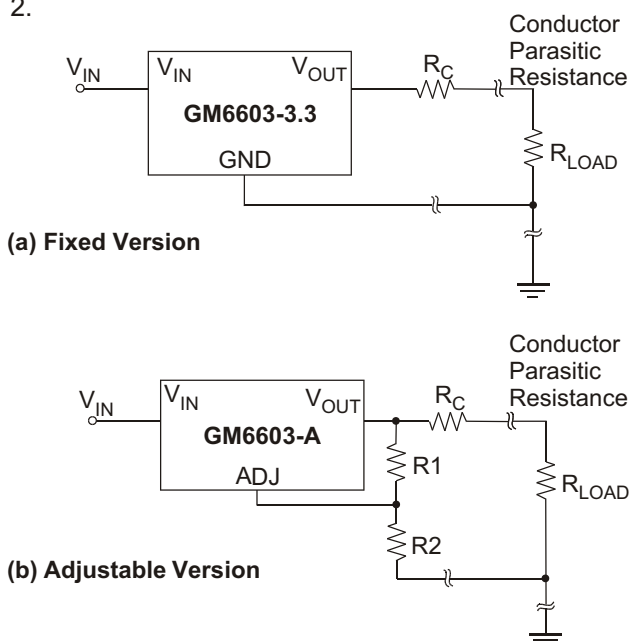 2.
Conductor
Parasitic
Resistance
V_IN
V_IN
V_OUT
R_C
GM6603-3.3
GND
R_LOAD
(a) Fixed Version
Conductor
Parasitic
Resistance
V_IN
V_IN
V_OUT
R_C
GM6603-A
ADJ
R1
R_LOAD
R2
(b) Adjustable Version